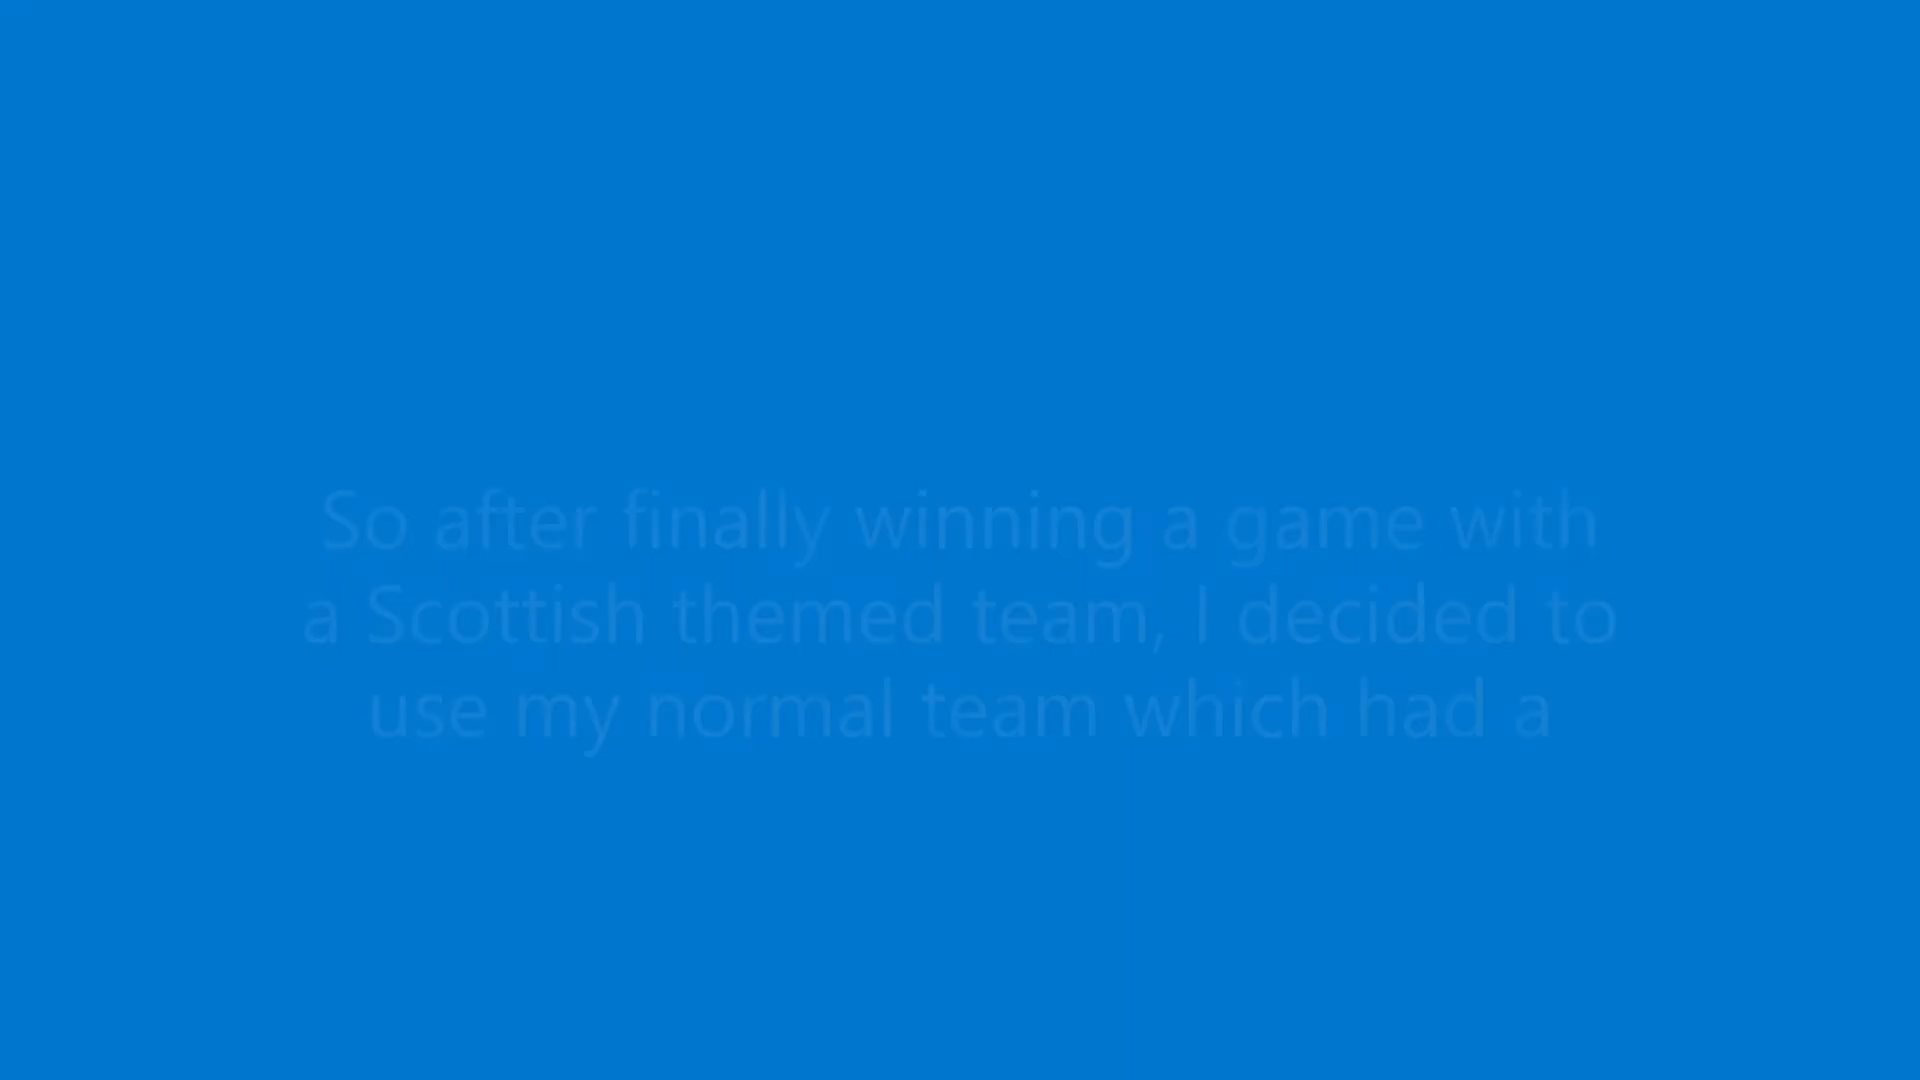 So after finally winning a game with
a Scottish themed team, I decided to
use my normal team which had a